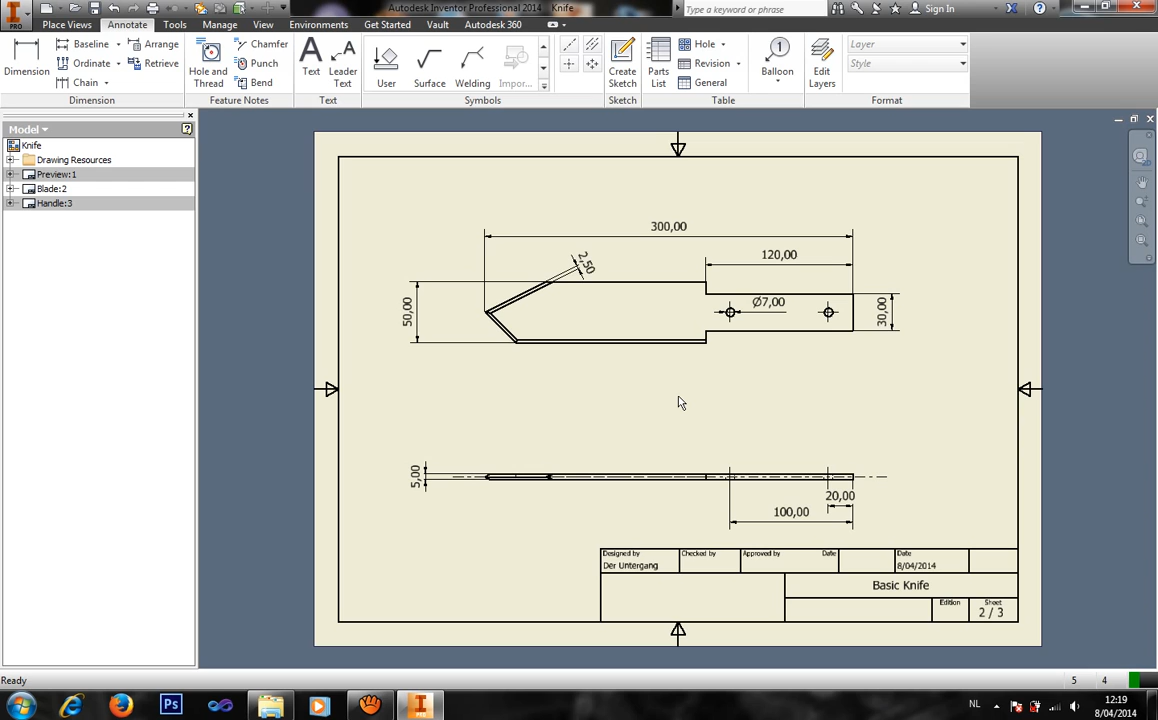 Autodesk Inventor Professional 2014 Knife
Type a keyword or phrase
Sign In
PRO
Place Views
Annotate
Tools
Manage
View
Environments
Get Started
Vault
Autodesk 360
Dimension
Baseline
Ordinate
Chain
Arrange
Retrieve
Dimension
Hole and
Thread
Chamfer
Punch
Bend
Feature Notes
Text
Leader
Text
Text
User
Surface
Welding
Impor...
Symbols
Create
Sketch
Sketch
Parts
List
Hole
Revision
General
Table
1
Balloon
Edit
Layers
Layer
Style
Format
Model
Knife
Drawing Resources
Preview:1
Blade:2
Handle:3
300,00
120,00
2,50
50,00
Ø7,00
30,00
5,00
20,00
100,00
Designed by
Der Untergang
Checked by
Approved by
Date
Date
8/04/2014
Basic Knife
Edition
Sheet
2 / 3
Ready
5
4
Ps
PRO
NL
12:19
8/04/2014